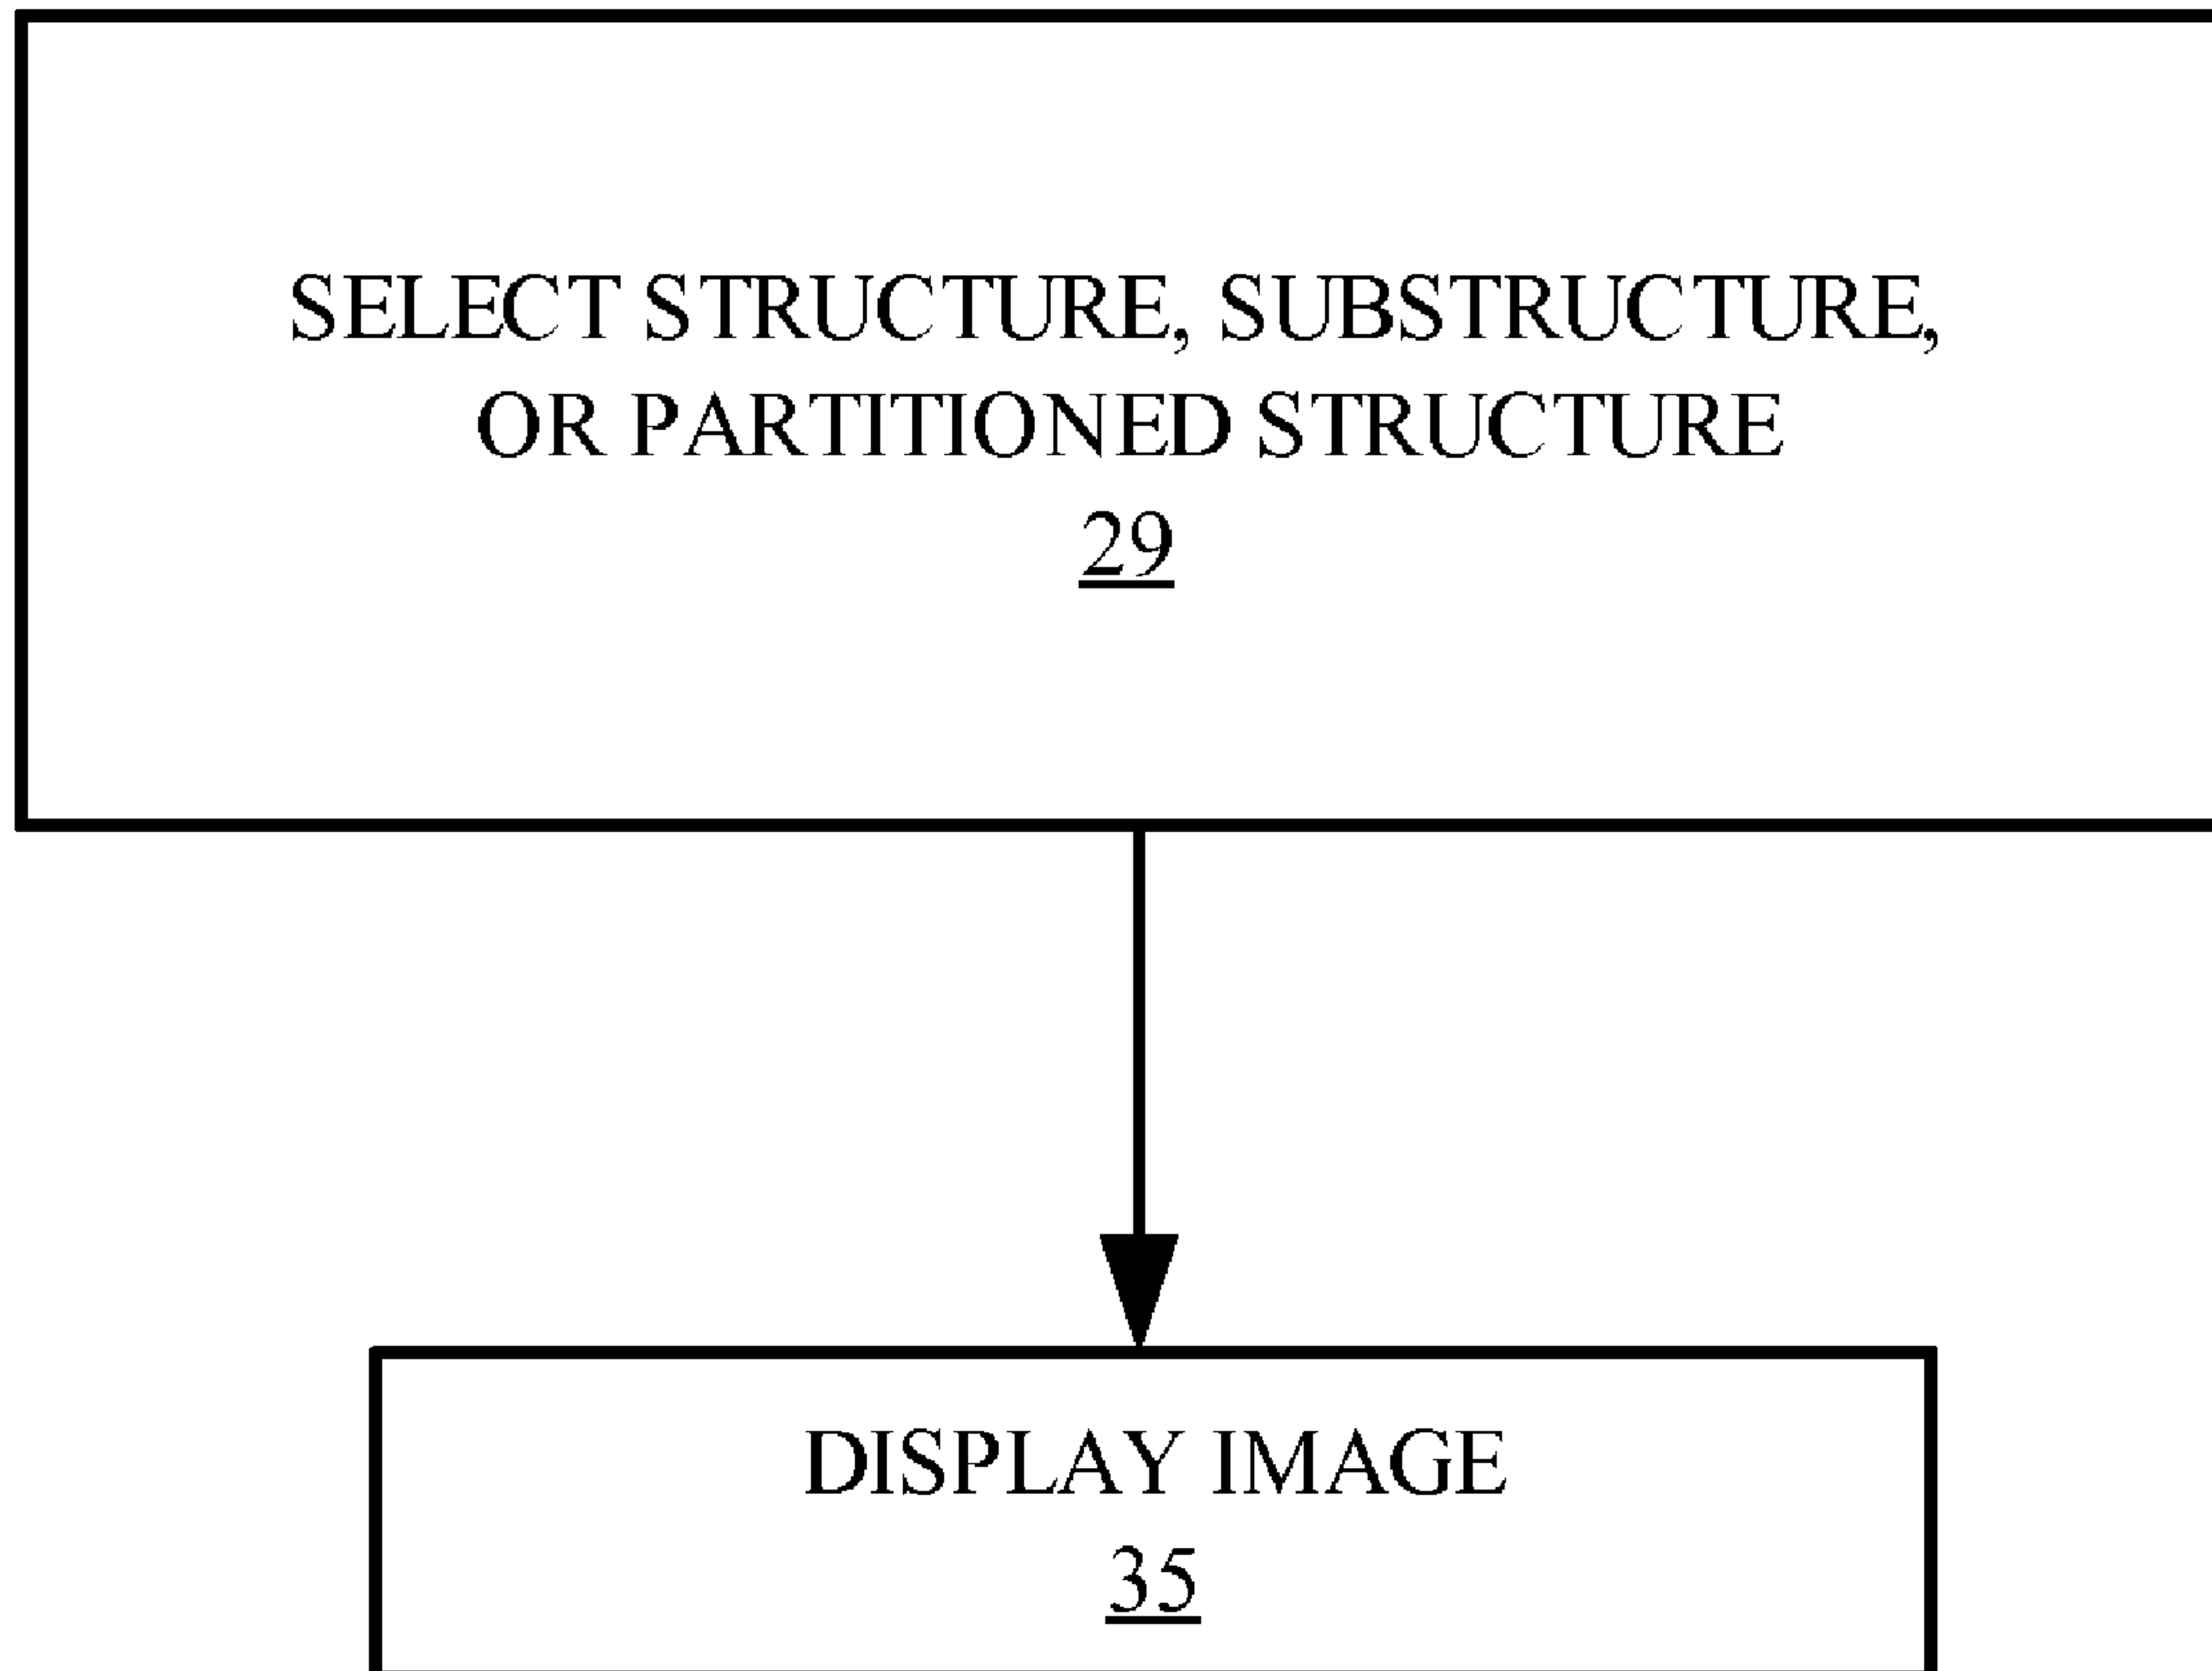 SELECT STRUCTURE, SUBSTRUCTURE,
OR PARTITIONED STRUCTURE
29
DISPLAY IMAGE
35